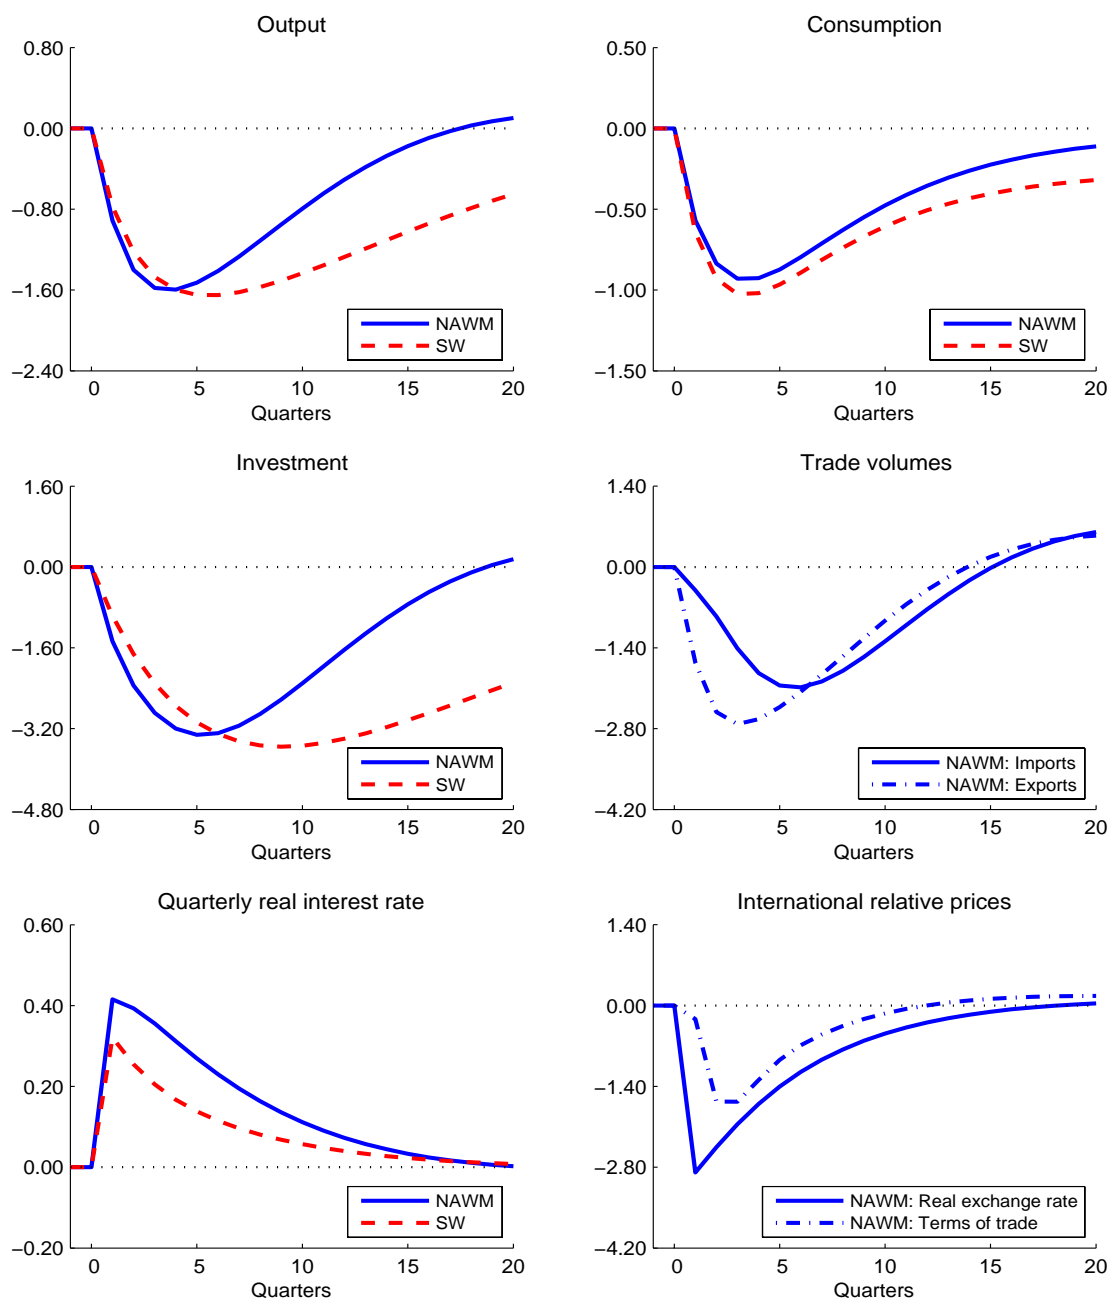 Output
0.80
0.00
−0.80
−1.60
−2.40
0 5 10 15 20
Quarters
NAWM
SW
Consumption
0.50
0.00
−0.50
−1.00
−1.50
0 5 10 15 20
Quarters
NAWM
SW
Investment
1.60
0.00
−1.60
−3.20
−4.80
0 5 10 15 20
Quarters
NAWM
SW
Trade volumes
1.40
0.00
−1.40
−2.80
−4.20
0 5 10 15 20
Quarters
NAWM: Imports
NAWM: Exports
Quarterly real interest rate
0.60
0.40
0.20
0.00
−0.20
0 5 10 15 20
Quarters
NAWM
SW
International relative prices
1.40
0.00
−1.40
−2.80
−4.20
0 5 10 15 20
Quarters
NAWM: Real exchange rate
NAWM: Terms of trade